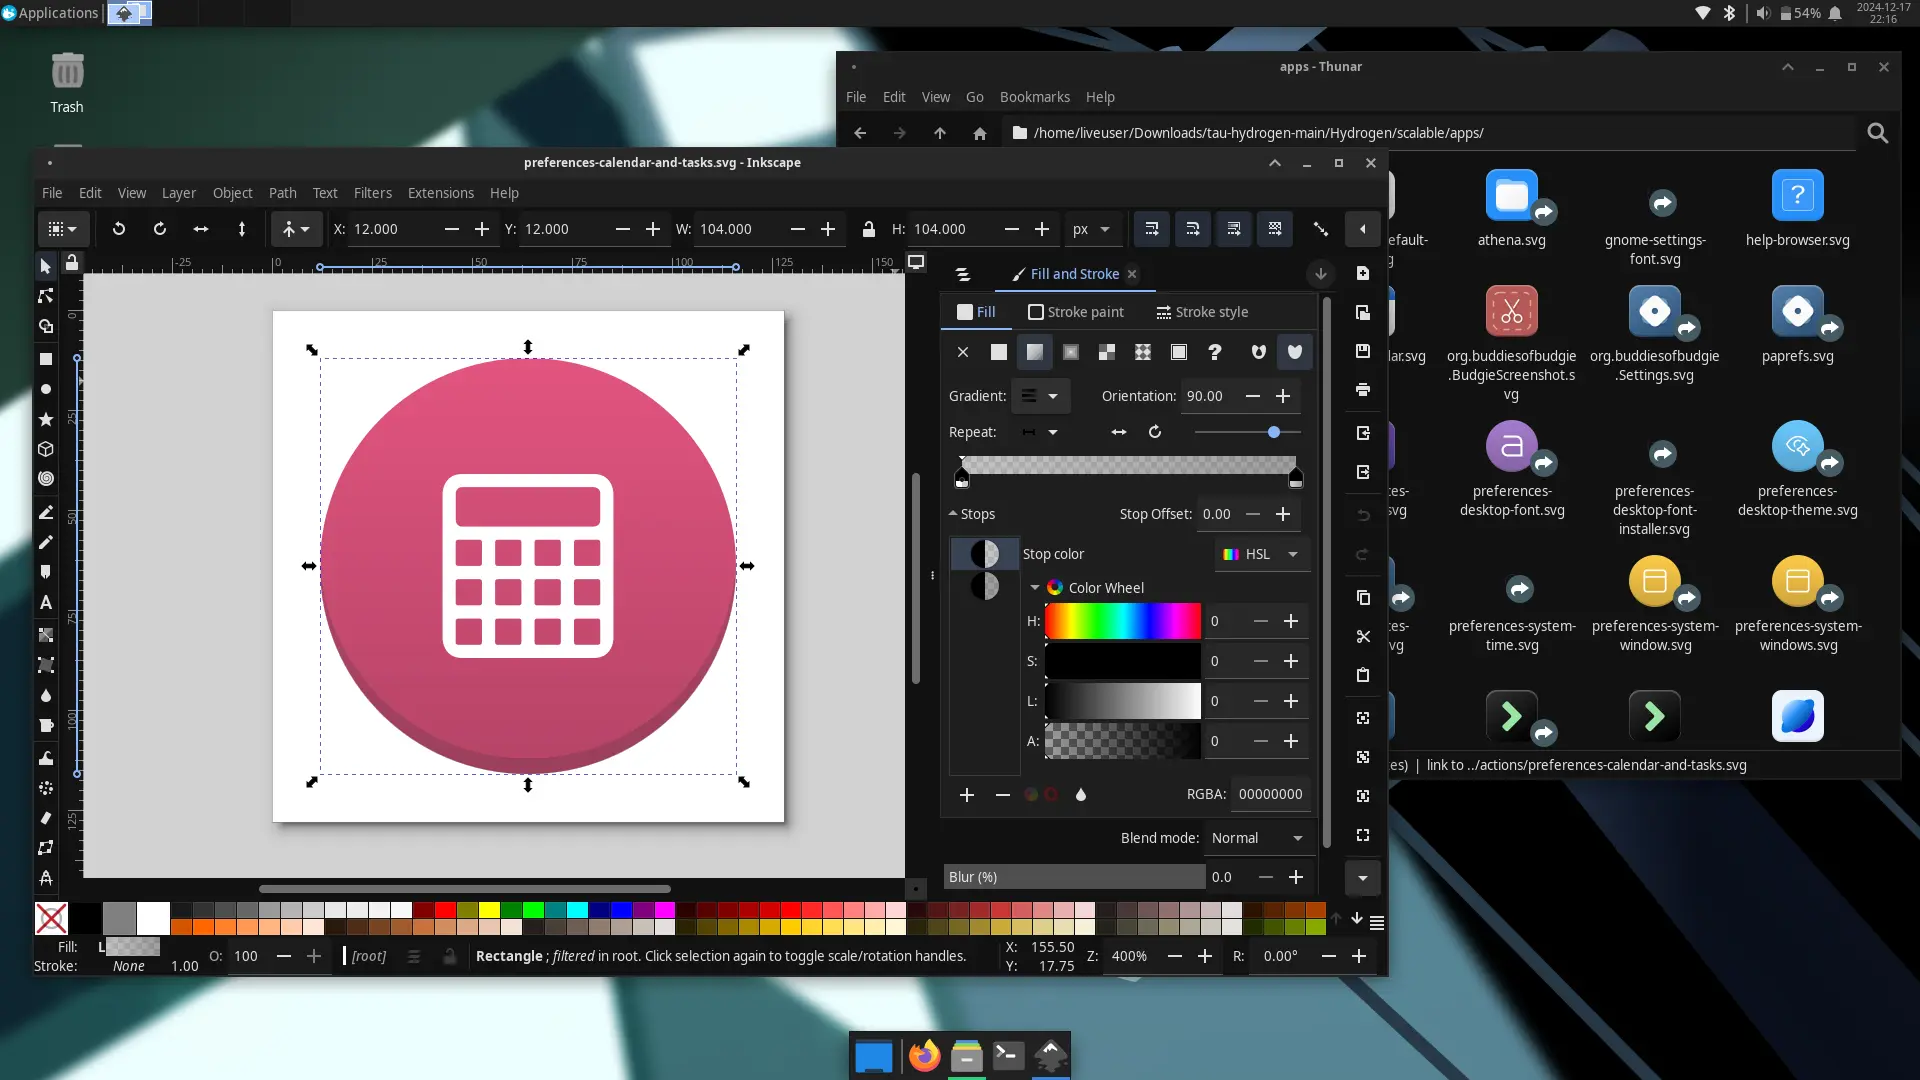 Applications
54%
2024-12-17
22:16
Trash
apps - Thunar
File Edit View Go Bookmarks Help
/home/liveuser/Downloads/tau-hydrogen-main/Hydrogen/scalable/apps/
preferences-calendar-and-tasks.svg - Inkscape
File Edit View Layer Object Path Text Filters Extensions Help
X: 12.000 Y: 12.000 W: 104.000 H: 104.000 px
-25 0 25 50 75 100 125 150
0
25
50
75
100
125
Fill and Stroke
Fill Stroke paint Stroke style
?
Gradient: Orientation: 90.00
Repeat:
Stops Stop Offset: 0.00
Stop color HSL
Color Wheel
H: 0
S: 0
L: 0
A: 0
RGBA: 00000000
Blend mode: Normal
Blur (%) 0.0
Fill: L
Stroke: None 1.00
O: 100
[root]
Rectangle ; filtered in root. Click selection again to toggle scale/rotation handles.
X: 155.50
Y: 17.75
Z: 400%
R: 0.00°
efault-
g
athena.svg
gnome-settings-
font.svg
help-browser.svg
?
lar.svg
org.buddiesofbudgie
.BudgieScreenshot.s
vg
org.buddiesofbudgie
.Settings.svg
paprefs.svg
es-
svg
a
preferences-
desktop-font.svg
preferences-
desktop-font-
installer.svg
preferences-
desktop-theme.svg
es-
vg
preferences-system-
time.svg
preferences-system-
window.svg
preferences-system-
windows.svg
es) | link to ../actions/preferences-calendar-and-tasks.svg